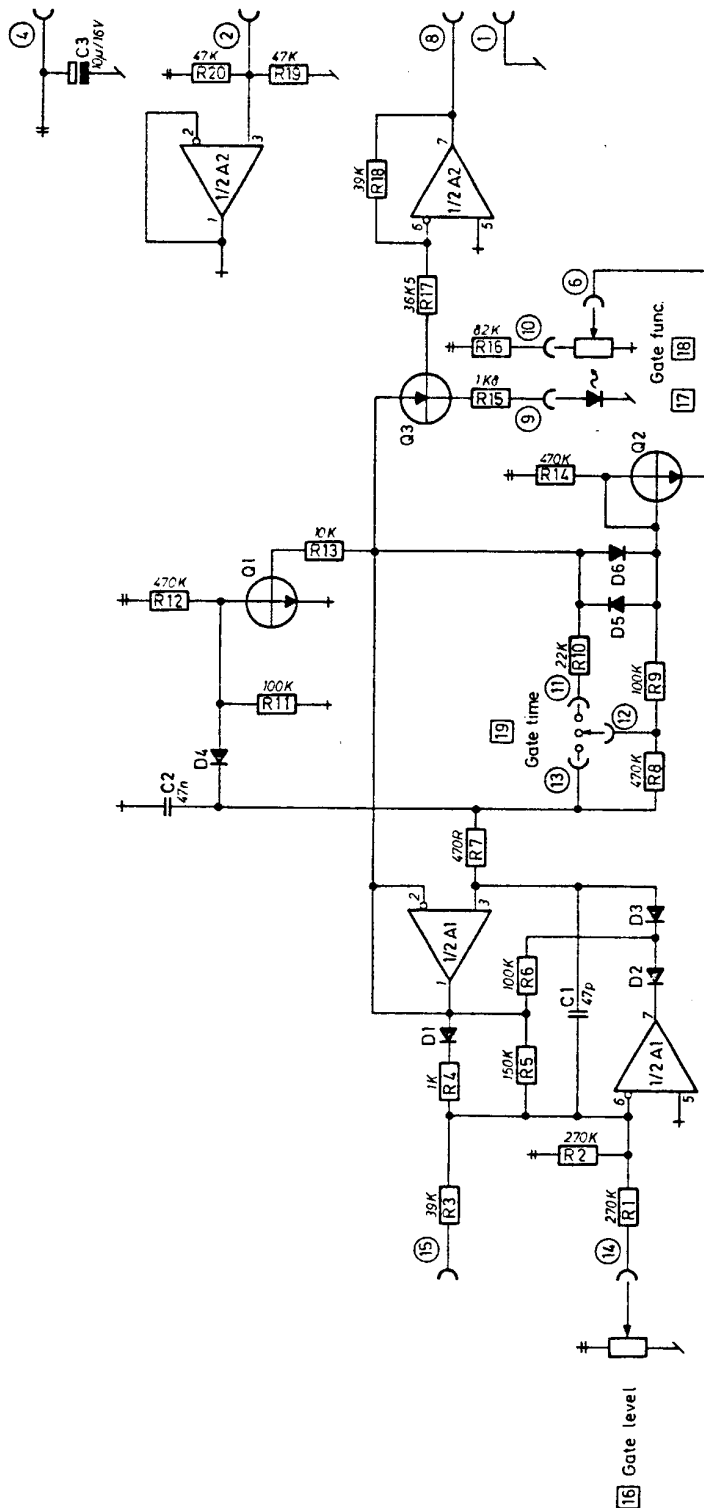 4
C3
10µ/16V
2
47K
R20
47K
R19
2
3
1/2 A2
1
8
1
39K
R18
7
1/2 A2
6
5
36K5
R17
6
82K
R16
10
Gate func.
18
17
1K8
R15
9
Q3
Q2
470K
R14
10K
R13
Q1
470K
R12
100K
R11
D4
C2
47n
D6
D5
22K
R10
11
19
Gate time
12
13
100K
R9
470K
R8
470R
R7
2
3
1/2 A1
1
D1
1K
R4
100K
R6
150K
R5
C1
47p
D3
D2
7
1/2 A1
6
5
270K
R2
39K
R3
15
270K
R1
14
16 Gate level